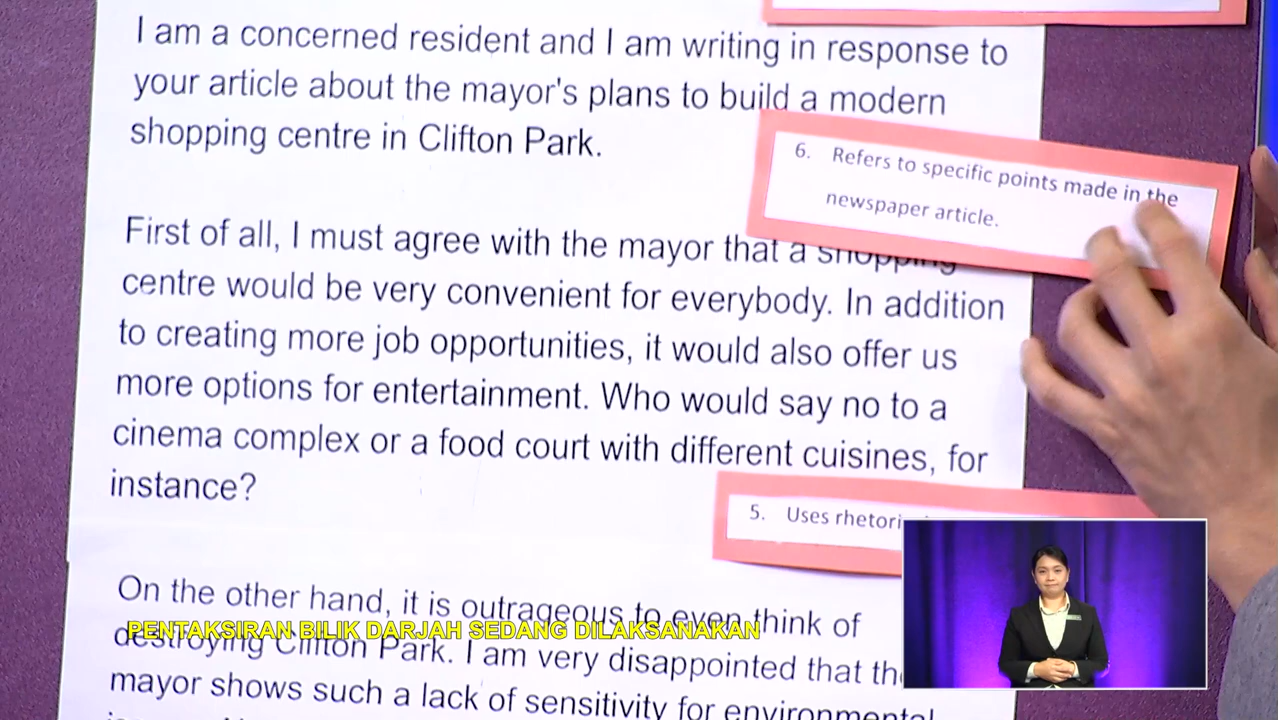 I am a concerned resident and I am writing in response to
your article about the mayor's plans to build a modern
shopping centre in Clifton Park.
6. Refers to specific points made in the
newspaper article.
First of all, I must agree with the mayor that a shopping
centre would be very convenient for everybody. In addition
to creating more job opportunities, it would also offer us
more options for entertainment. Who would say no to a
cinema complex or a food court with different cuisines, for
instance?
5. Uses
On the other hand, it is outrageous to even think of
destroying Clifton Park. I am very disappointed that
mayor shows such a lack of sensitivity for environmental
PENTAKSIRAN BILIK DARJAH SEDANG DILAKSANAKAN